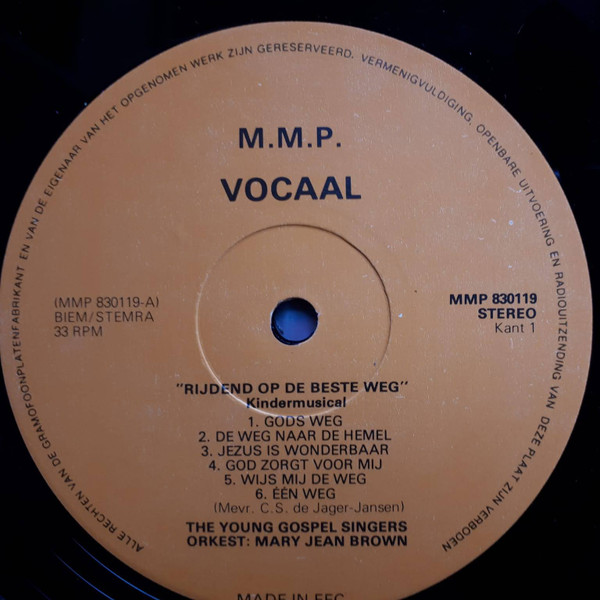 ALLE RECHTEN VAN DE GRAMOFOONPLATENFABRIKANT EN VAN DE EIGENAAR VAN HET OPGENOMEN WERK ZIJN GERESERVEERD. VERMENIGVULDIGING, OPENBARE UITVOERING EN RADIOUITZENDING VAN DEZE PLAAT ZIJN VERBODEN
M.M.P.
VOCAAL
(MMP 830119-A)
BIEM/STEMRA
33 RPM
MMP 830119
STEREO
Kant 1
"RIJDEND OP DE BESTE WEG"
Kindermusical
1. GODS WEG
2. DE WEG NAAR DE HEMEL
3. JEZUS IS WONDERBAAR
4. GOD ZORGT VOOR MIJ
5. WIJS MIJ DE WEG
6. ÉÉN WEG
(Mevr. C.S. de Jager-Jansen)
THE YOUNG GOSPEL SINGERS
ORKEST: MARY JEAN BROWN
MADE IN EEC